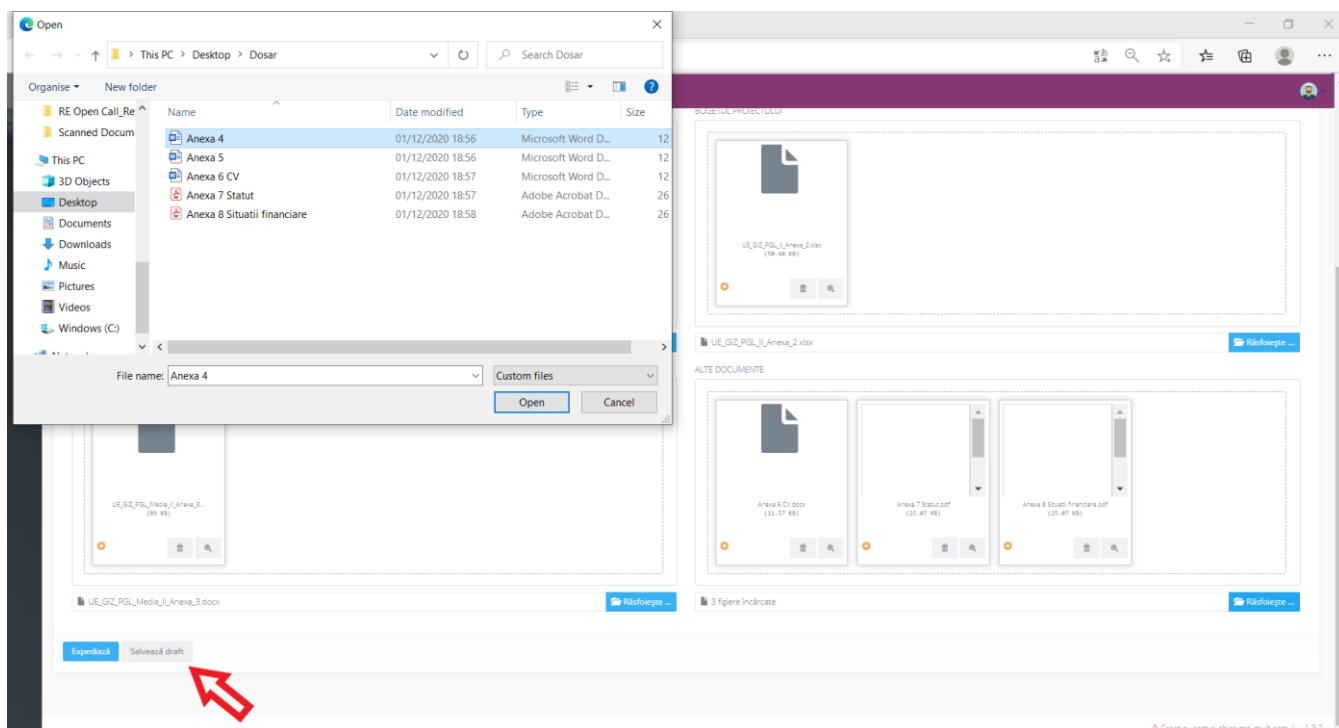 Open
This PC > Desktop > Dosar
Search Dosar
Organise
New folder
RE Open Call_Re
Scanned Docum
This PC
3D Objects
Desktop
Documents
Downloads
Music
Pictures
Videos
Windows (C:)
Name Date modified Type Size
Anexa 4 01/12/2020 18:56 Microsoft Word D... 12
Anexa 5 01/12/2020 18:56 Microsoft Word D... 12
Anexa 6 CV 01/12/2020 18:57 Microsoft Word D... 12
Anexa 7 Statut 01/12/2020 18:57 Adobe Acrobat D... 26
Anexa 8 Situatii financiare 01/12/2020 18:58 Adobe Acrobat D... 26
File name: Anexa 4
Custom files
Open
Cancel
BUGETUL PROIECTULUI
UE_GIZ_PGL_II_Anexa_2.xlsx
(50.48 KB)
UE_GIZ_PGL_II_Anexa_2.xlsx
Răsfoiește ...
ALTE DOCUMENTE
UE_GIZ_PGL_Media_II_Anexa_3...
(89 KB)
UE_GIZ_PGL_Media_II_Anexa_3.docx
Răsfoiește ...
Anexa 6 CV.docx
(11.57 KB)
Anexa 7 Statut.pdf
(25.07 KB)
Anexa 8 Situatii financiare.pdf
(25.07 KB)
3 fișiere încărcate
Răsfoiește ...
Expediază
Salvează draft